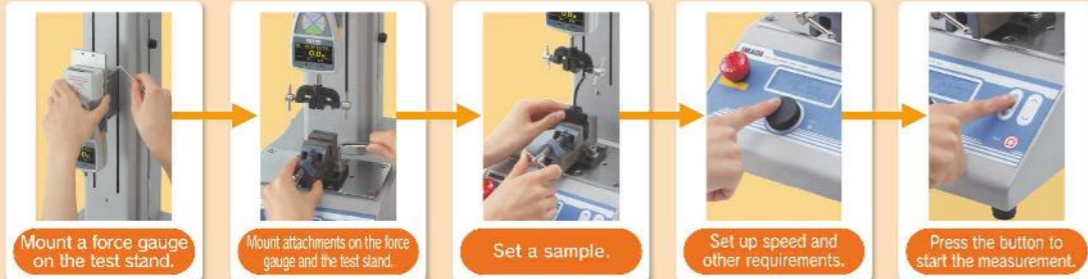 Mount a force gauge
on the test stand.
Mount attachments on the force
gauge and the test stand.
Set a sample.
Set up speed and
other requirements.
Press the button to
start the measurement.